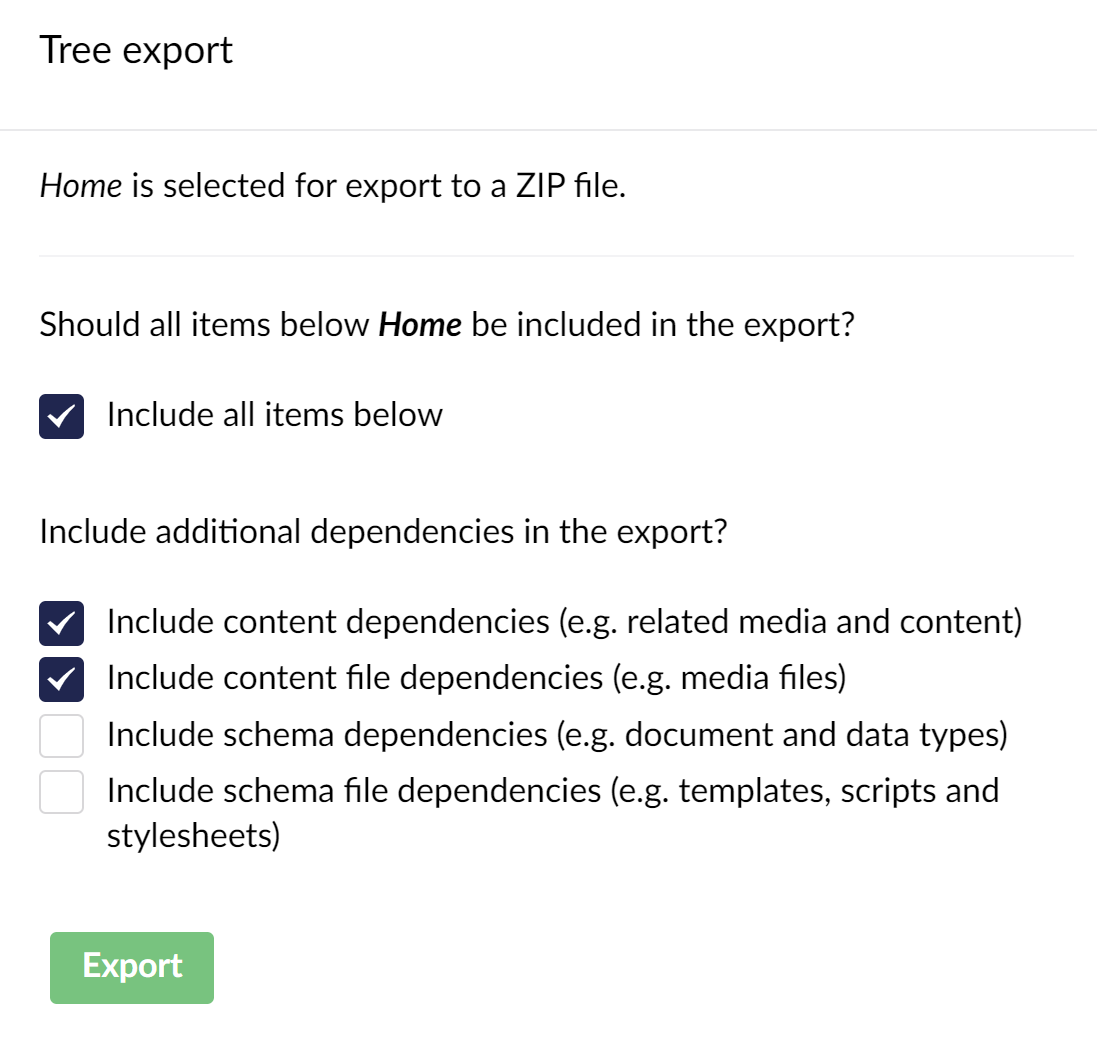 Tree export
Home is selected for export to a ZIP file.
Should all items below Home be included in the export?
Include all items below
Include additional dependencies in the export?
Include content dependencies (e.g. related media and content)
Include content file dependencies (e.g. media files)
Include schema dependencies (e.g. document and data types)
Include schema file dependencies (e.g. templates, scripts and
stylesheets)
Export